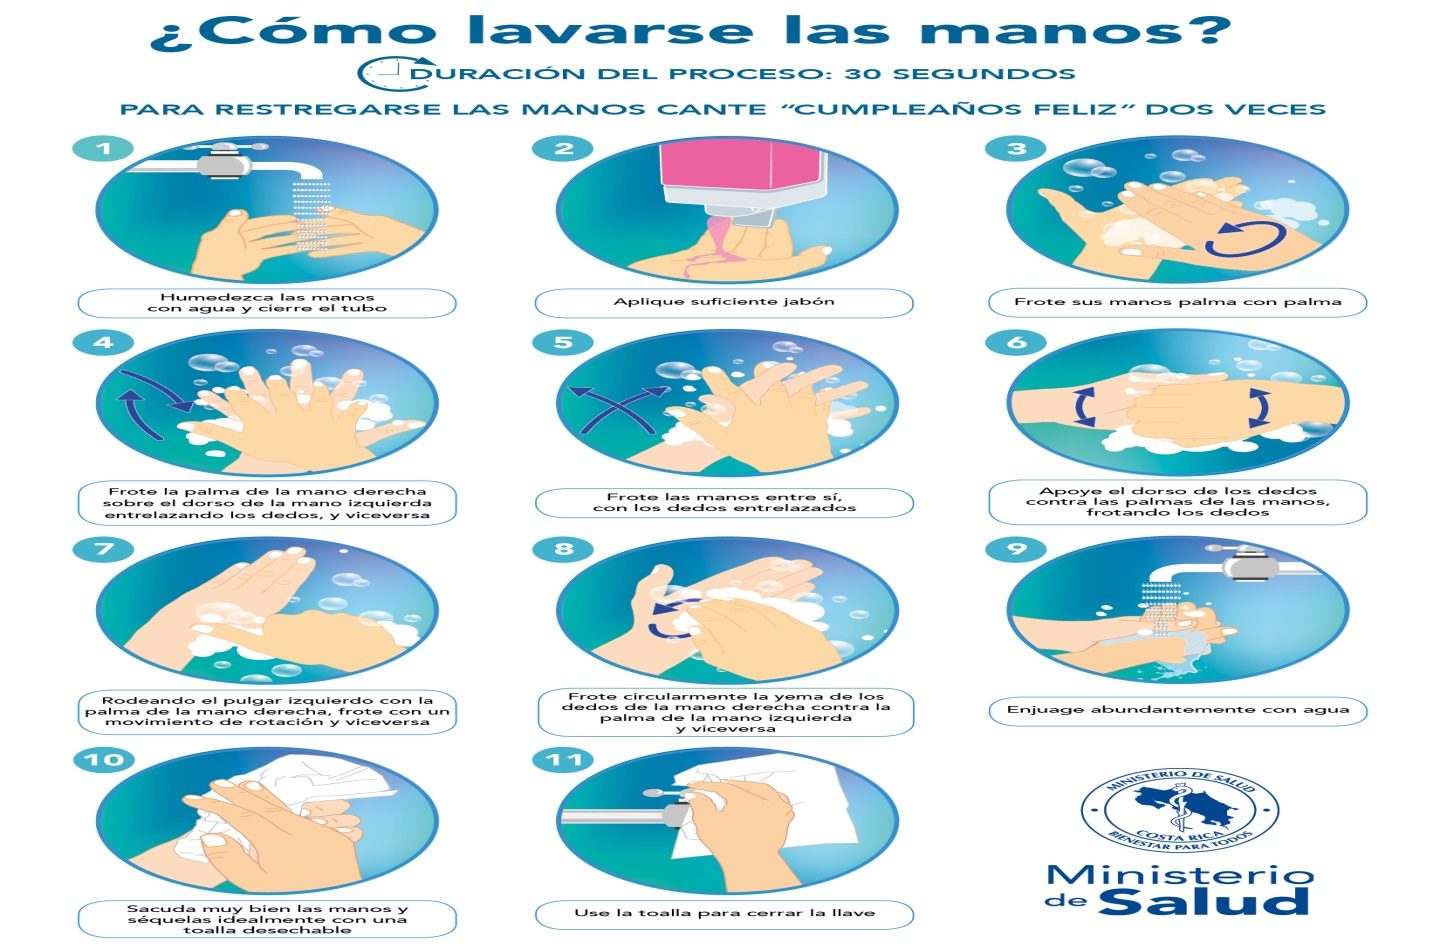 ¿Cómo lavarse las manos?
DURACIÓN DEL PROCESO: 30 SEGUNDOS
PARA RESTREGARSE LAS MANOS CANTE “CUMPLEAÑOS FELIZ” DOS VECES
1
Humedezca las manos
con agua y cierre el tubo
2
Aplique suficiente jabón
3
Frote sus manos palma con palma
4
Frote la palma de la mano derecha
sobre el dorso de la mano izquierda
entrelazando los dedos, y viceversa
5
Frote las manos entre sí,
con los dedos entrelazados
6
Apoye el dorso de los dedos
contra las palmas de las manos,
frotando los dedos
7
Rodeando el pulgar izquierdo con la
palma de la mano derecha, frote con un
movimiento de rotación y viceversa
8
Frote circularmente la yema de los
dedos de la mano derecha contra la
palma de la mano izquierda
y viceversa
9
Enjuage abundantemente con agua
10
Sacuda muy bien las manos y
séquelas idealmente con una
toalla desechable
11
Use la toalla para cerrar la llave
MINISTERIO DE SALUD
COSTA RICA
BIENESTAR PARA TODOS
Ministerio
de Salud